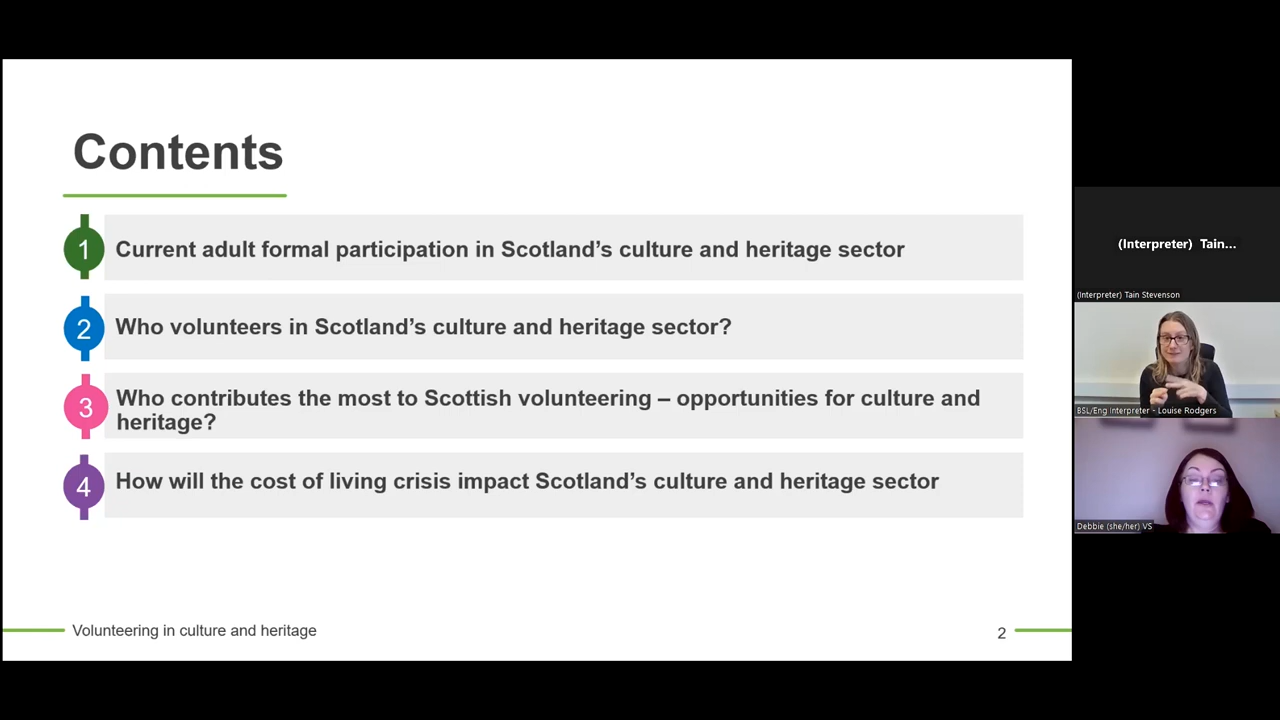 Contents
1
Current adult formal participation in Scotland’s culture and heritage sector
2
Who volunteers in Scotland’s culture and heritage sector?
3
Who contributes the most to Scottish volunteering – opportunities for culture and
heritage?
4
How will the cost of living crisis impact Scotland’s culture and heritage sector
Volunteering in culture and heritage
2
(Interpreter) Tain...
(Interpreter) Tain Stevenson
BSL/Eng Interpreter - Louise Rodgers
Debbie (she/her) VS